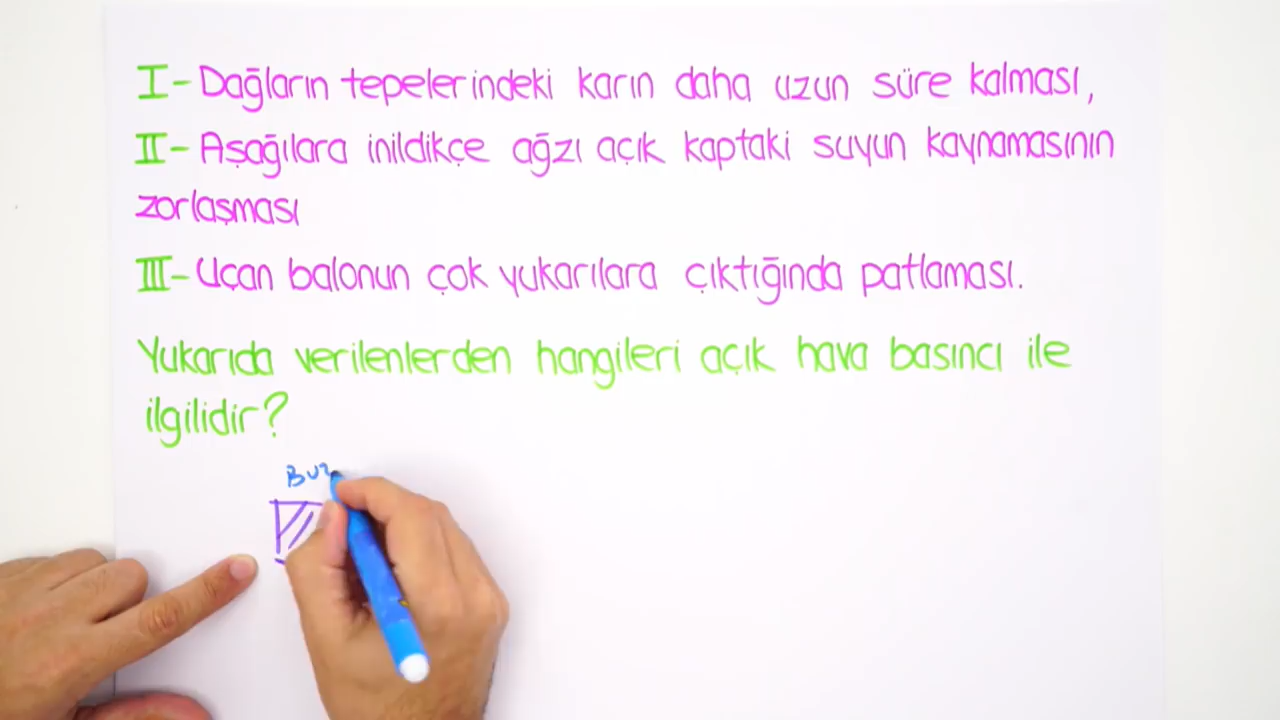 I- Dağların tepelerindeki karın daha uzun süre kalması,
II- Aşağılara inildikçe ağzı açık kaptaki suyun kaynamasının
zorlaşması
III- Uçan balonun çok yukarılara çıktığında patlaması.
Yukarıda verilenlerden hangileri açık hava basıncı ile
ilgilidir?
Buz